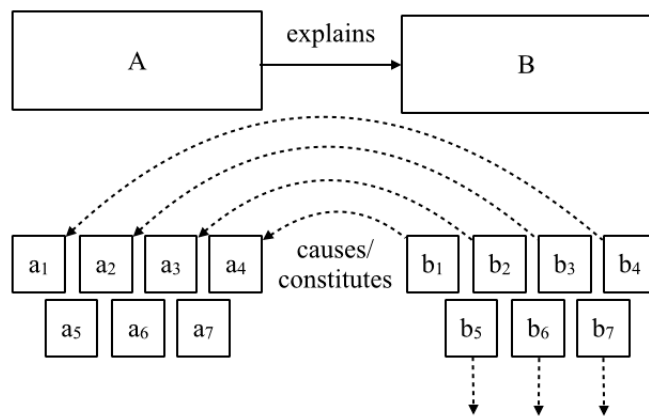 explains
A B
a₁ a₂ a₃ a₄ causes/ b₁ b₂ b₃ b₄
constitutes
a₅ a₆ a₇ b₅ b₆ b₇